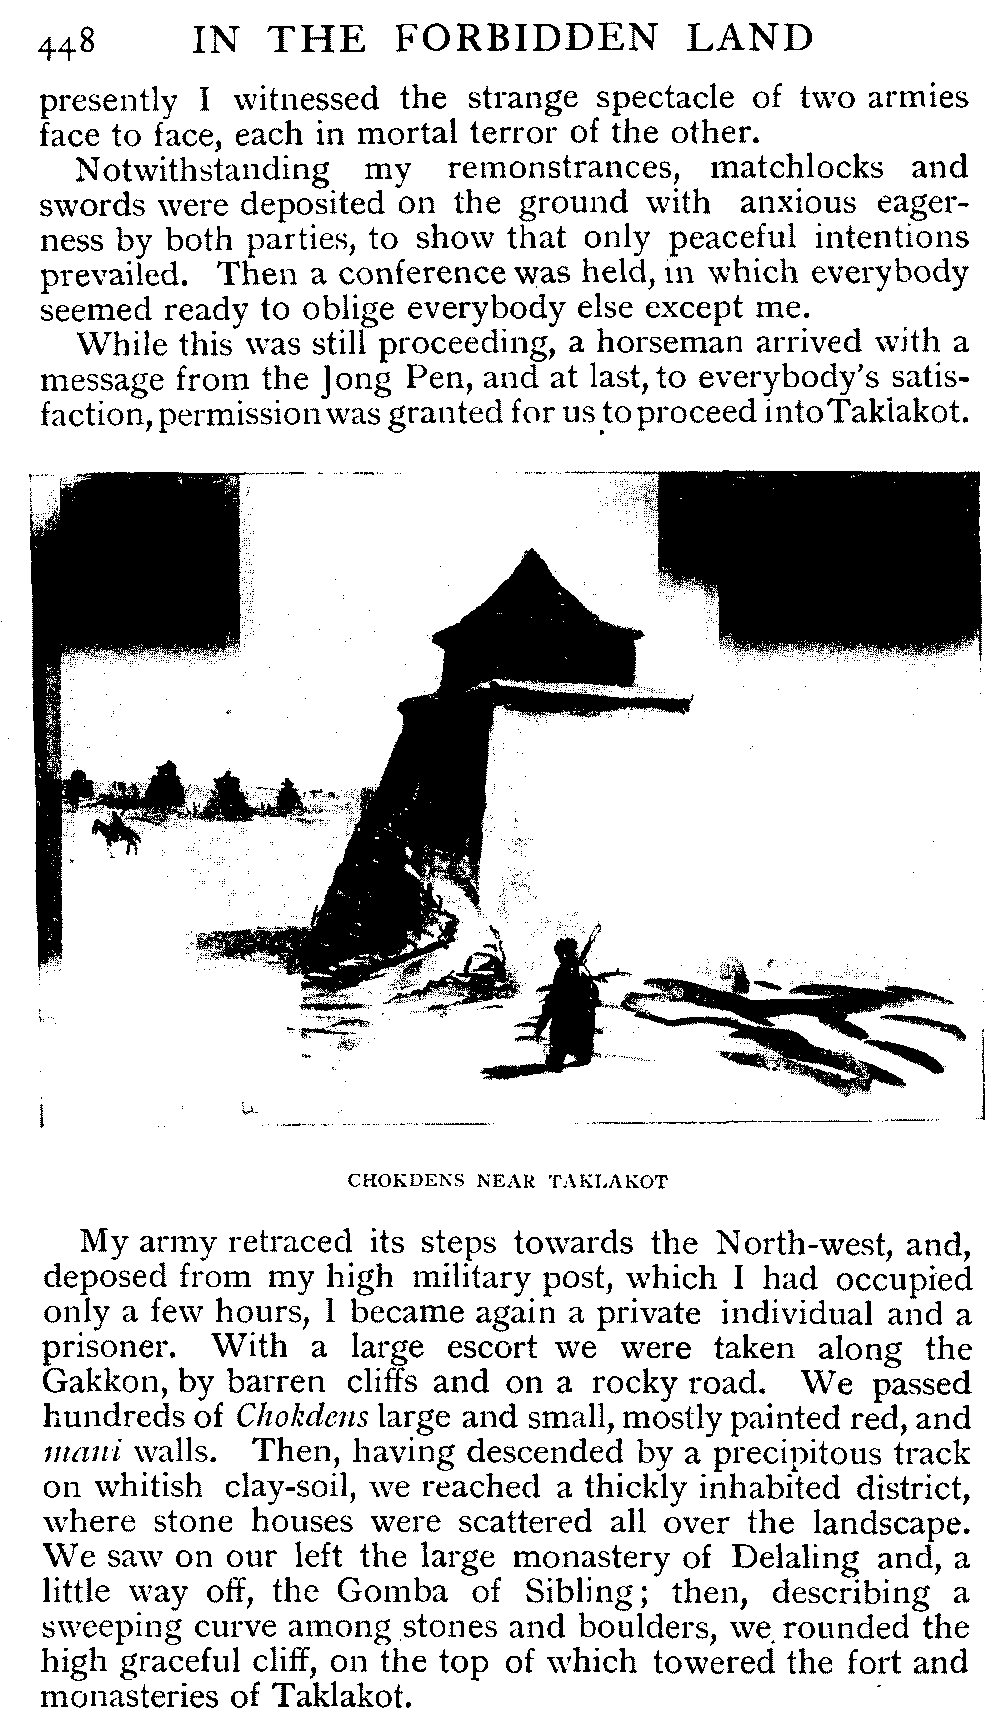 448 IN THE FORBIDDEN LAND
presently I witnessed the strange spectacle of two armies
face to face, each in mortal terror of the other.
Notwithstanding my remonstrances, matchlocks and
swords were deposited on the ground with anxious eager-
ness by both parties, to show that only peaceful intentions
prevailed. Then a conference was held, in which everybody
seemed ready to oblige everybody else except me.
While this was still proceeding, a horseman arrived with a
message from the Jong Pen, and at last, to everybody's satis-
faction, permission was granted for us to proceed into Taklakot.
CHOKDENS NEAR TAKLAKOT
My army retraced its steps towards the North-west, and,
deposed from my high military post, which I had occupied
only a few hours, I became again a private individual and a
prisoner. With a large escort we were taken along the
Gakkon, by barren cliffs and on a rocky road. We passed
hundreds of Chokdens large and small, mostly painted red, and
mani walls. Then, having descended by a precipitous track
on whitish clay-soil, we reached a thickly inhabited district,
where stone houses were scattered all over the landscape.
We saw on our left the large monastery of Delaling and, a
little way off, the Gomba of Sibling; then, describing a
sweeping curve among stones and boulders, we rounded the
high graceful cliff, on the top of which towered the fort and
monasteries of Taklakot.